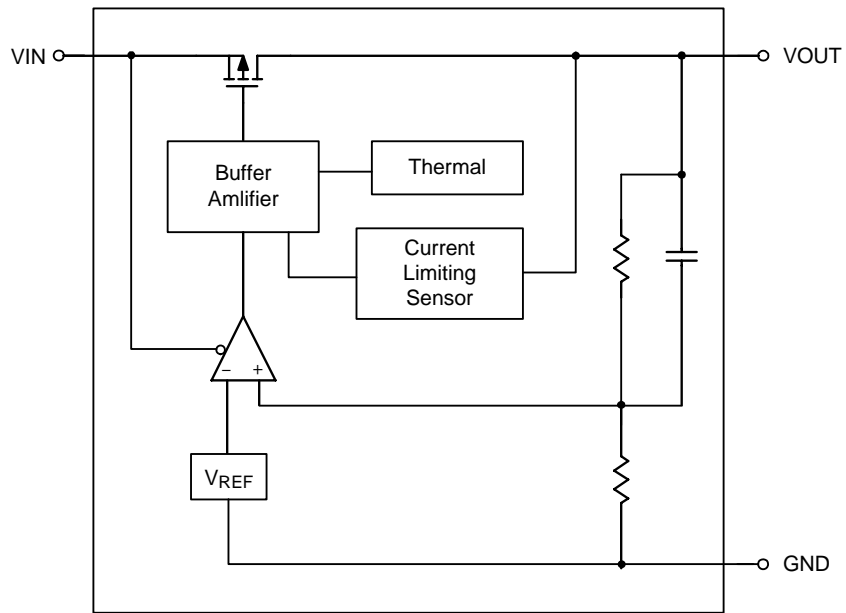 VIN
VOUT
Buffer
Amlifier
Thermal
Current
Limiting
Sensor
− +
VREF
GND